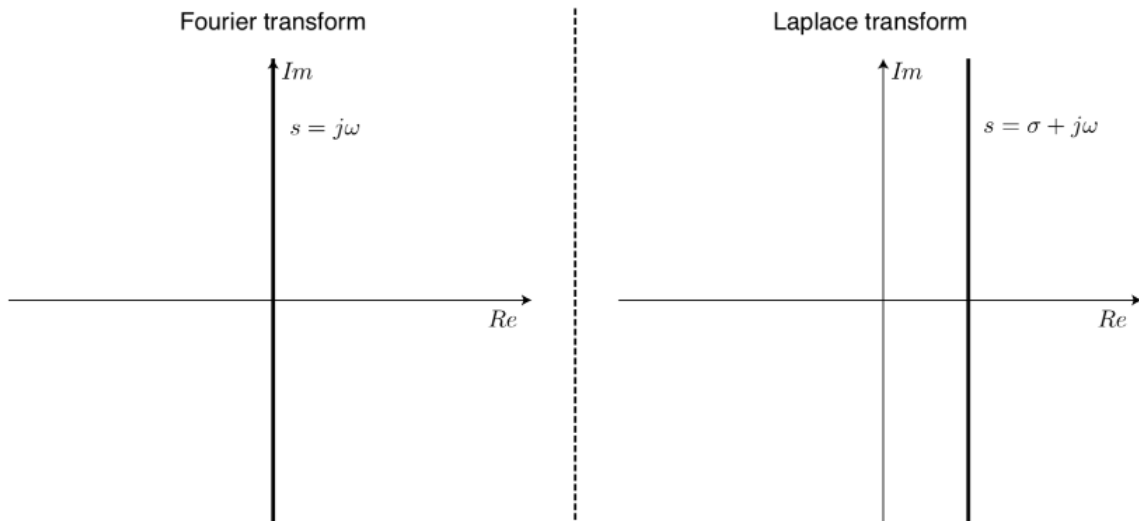 Fourier transform
Im
s = jω
Re
Laplace transform
Im
s = σ + jω
Re